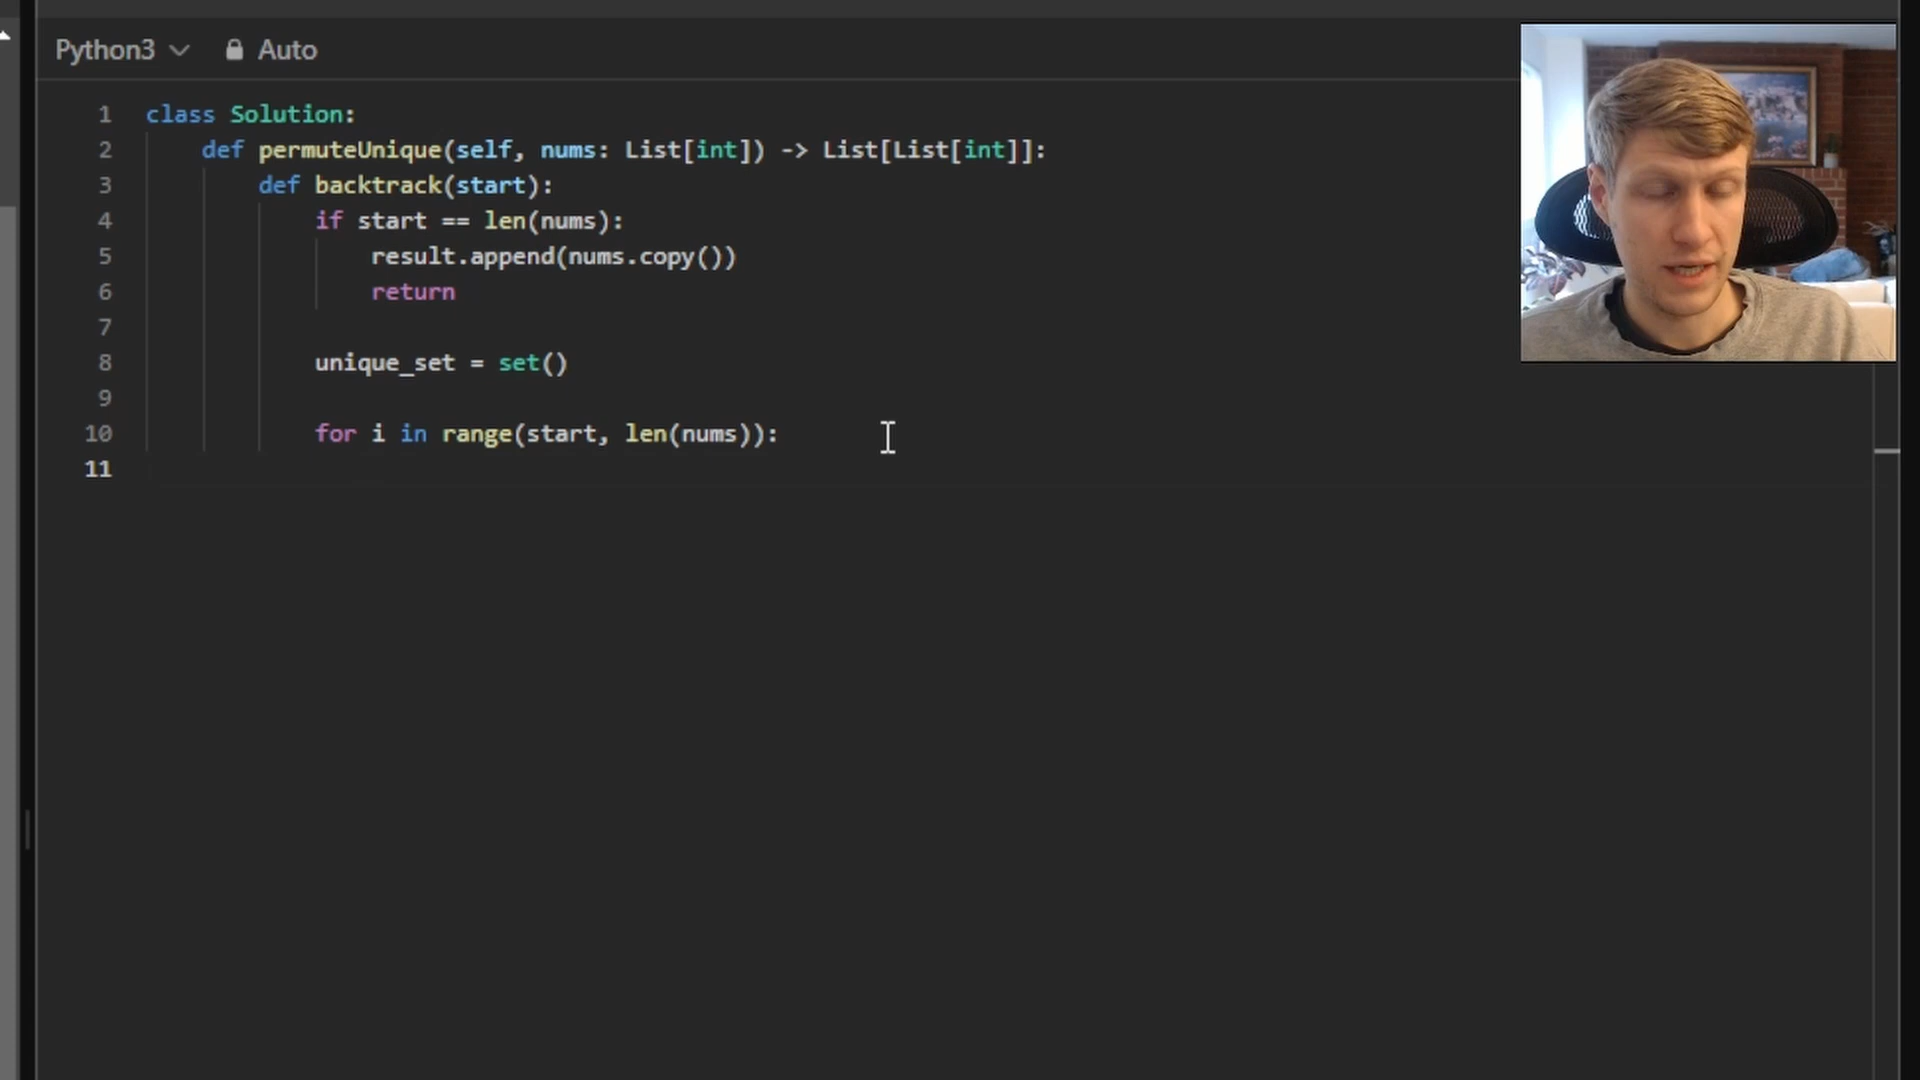 Python3 Auto
1 class Solution:
2 def permuteUnique(self, nums: List[int]) -> List[List[int]]:
3 def backtrack(start):
4 if start == len(nums):
5 result.append(nums.copy())
6 return
7
8 unique_set = set()
9
10 for i in range(start, len(nums)):
11